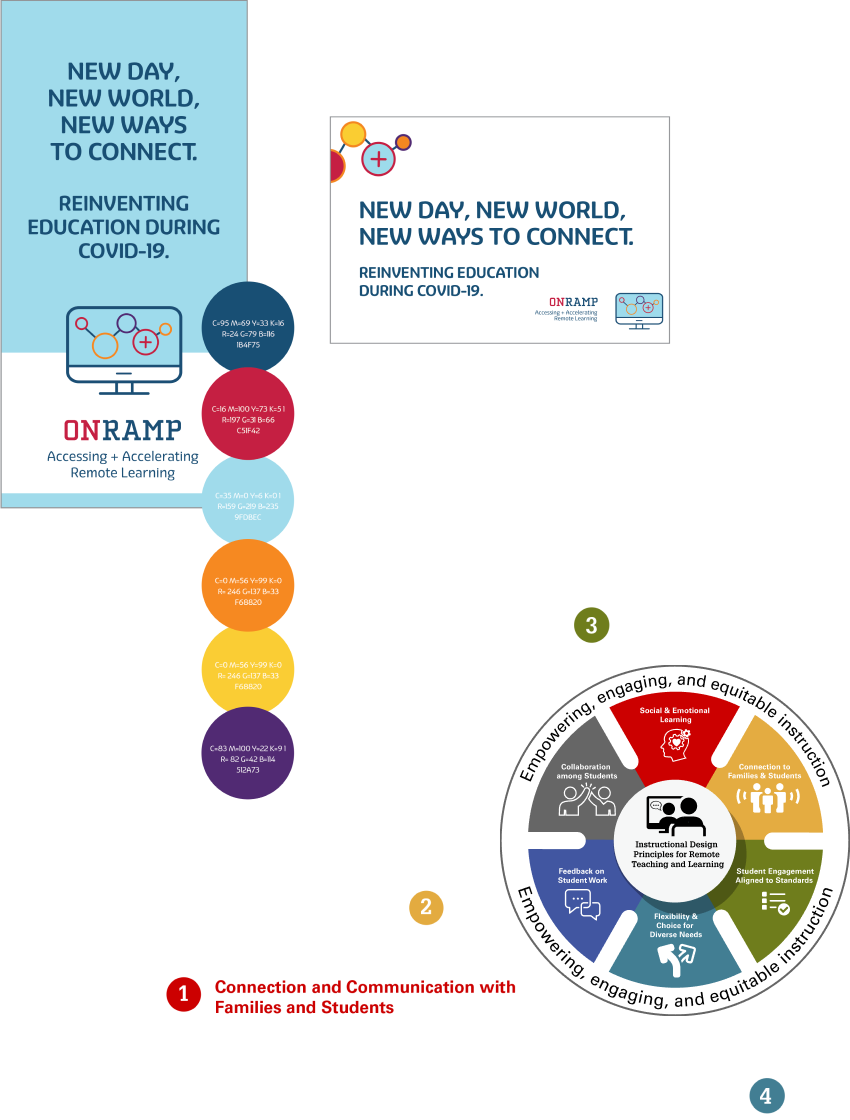 NEW DAY,
NEW WORLD,
NEW WAYS
TO CONNECT.
REINVENTING
EDUCATION DURING
COVID-19.
ONRAMP
Accessing + Accelerating
Remote Learning
NEW DAY, NEW WORLD,
NEW WAYS TO CONNECT.
REINVENTING EDUCATION
DURING COVID-19.
ONRAMP
Accessing + Accelerating
Remote Learning
C=95 M=69 Y=33 K=16
R=24 G=79 B=116
1B4F75
C=16 M=100 Y=73 K=5 1
R=197 G=31 B=66
C51F42
C=35 M=0 Y=6 K=0 1
R=159 G=219 B=235
9FDBEC
C=0 M=56 Y=99 K=0
R= 246 G=137 B=33
F68820
C=0 M=56 Y=99 K=0
R= 246 G=137 B=33
F68820
C=83 M=100 Y=22 K=9 1
R= 82 G=42 B=114
512A73
3
Empowering, engaging, and equitable instruction
Social & Emotional
Learning
Connection to
Families & Students
Collaboration
among Students
Instructional Design
Principles for Remote
Teaching and Learning
Feedback on
Student Work
Student Engagement
Aligned to Standards
Flexibility &
Choice for
Diverse Needs
Empowering, engaging, and equitable instruction
2
1
Connection and Communication with
Families and Students
4